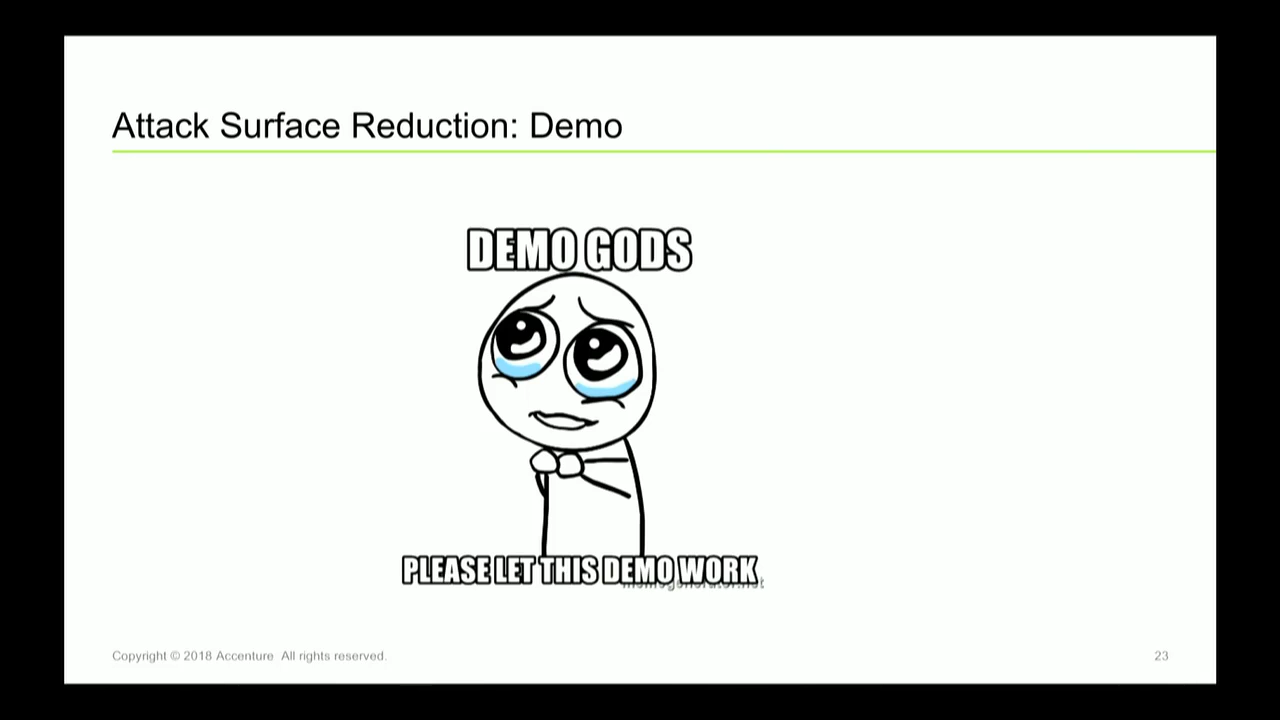 Attack Surface Reduction: Demo
DEMO GODS
PLEASE LET THIS DEMO WORK
Copyright © 2018 Accenture All rights reserved.
23